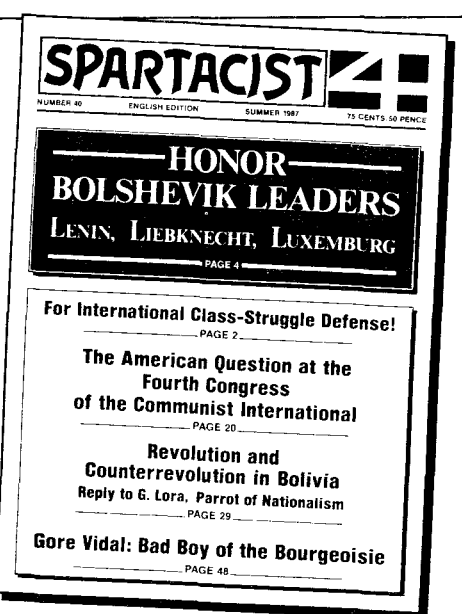 SPARTACIST 4
NUMBER 40 ENGLISH EDITION SUMMER 1987 75 CENTS/50 PENCE
HONOR
BOLSHEVIK LEADERS
LENIN, LIEBKNECHT, LUXEMBURG
PAGE 4
For International Class-Struggle Defense!
PAGE 2
The American Question at the
Fourth Congress
of the Communist International
PAGE 20
Revolution and
Counterrevolution in Bolivia
Reply to G. Lora, Parrot of Nationalism
PAGE 29
Gore Vidal: Bad Boy of the Bourgeoisie
PAGE 48